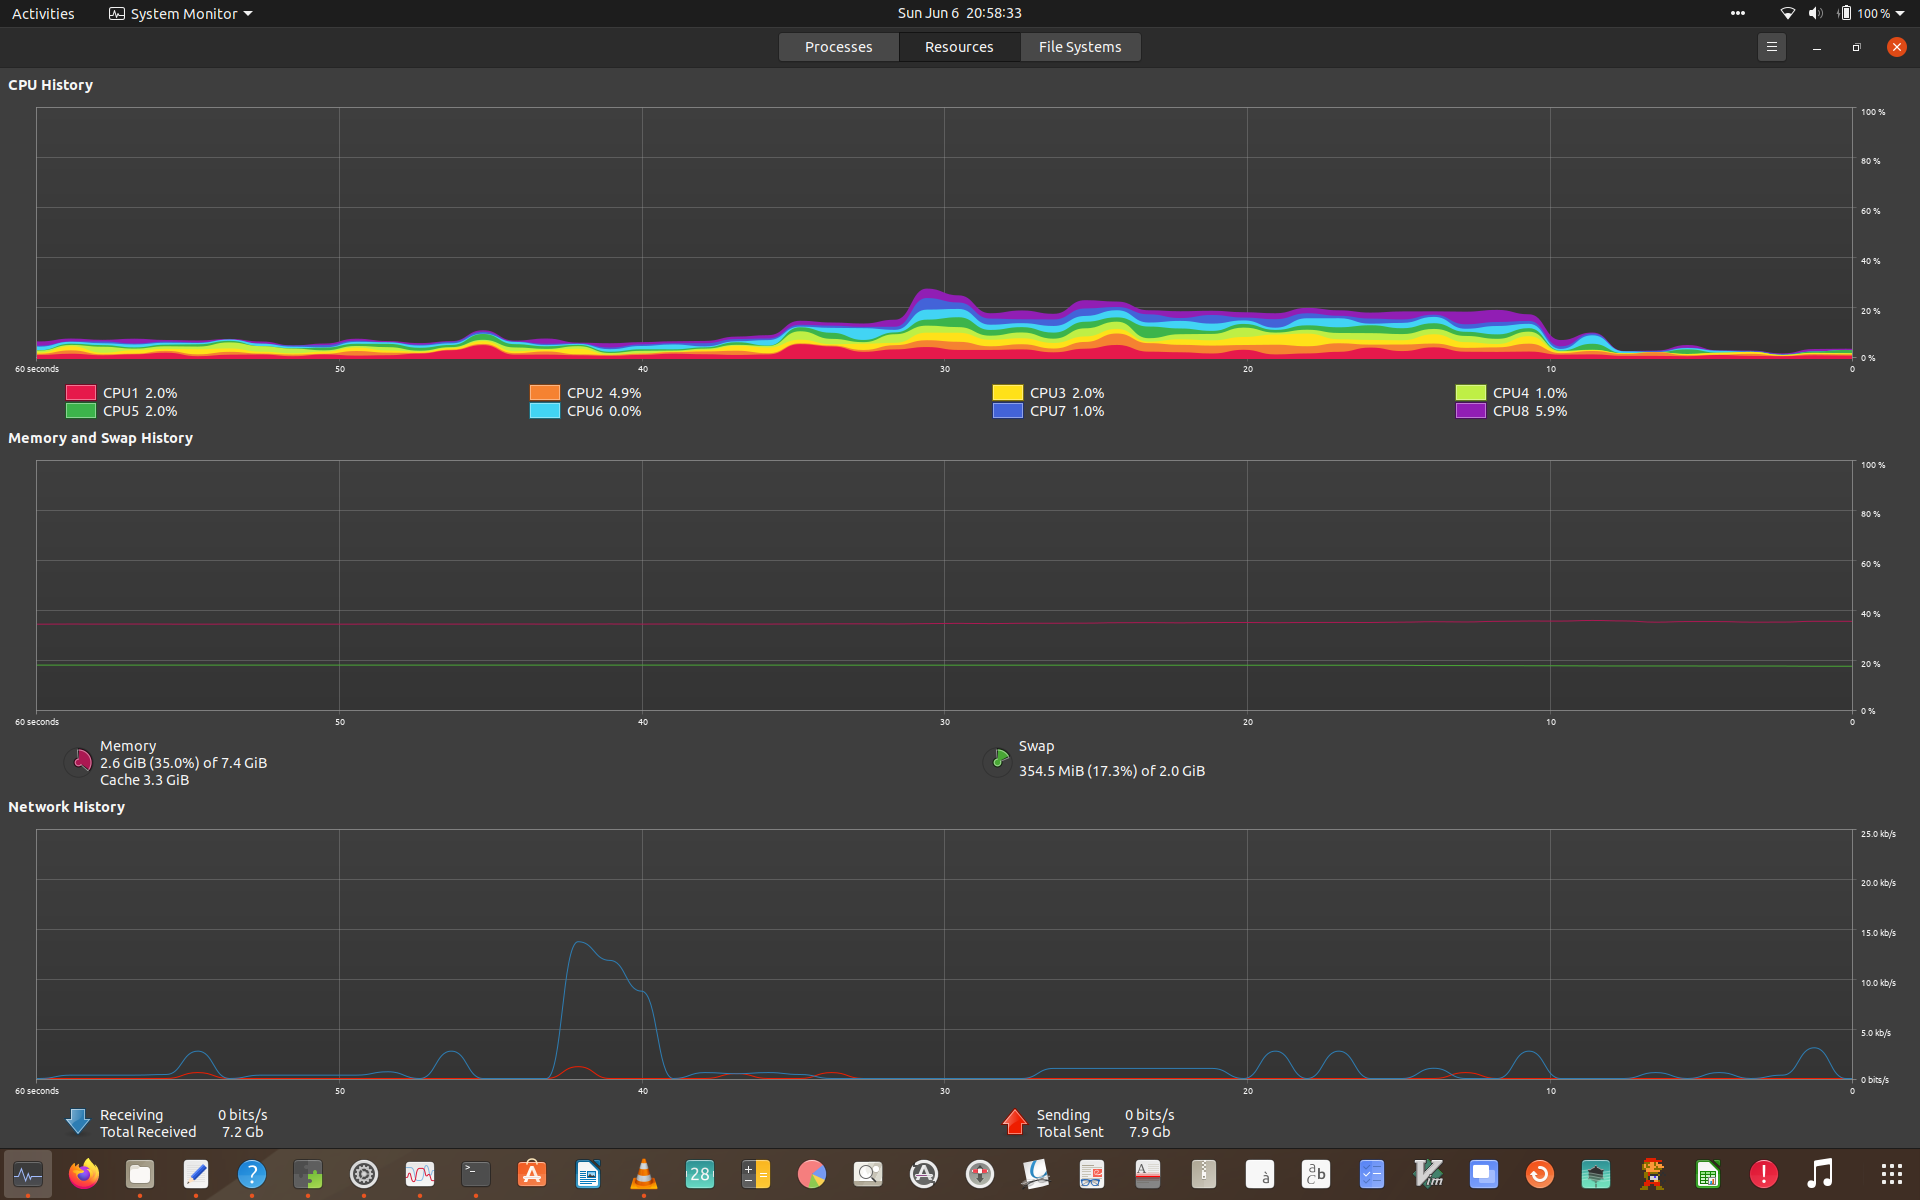 Activities System Monitor Sun Jun 6 20:58:33 100 %
Processes Resources File Systems
CPU History
100 %
80 %
60 %
40 %
20 %
0 %
60 seconds 50 40 30 20 10 0
CPU1 2.0% CPU2 4.9% CPU3 2.0% CPU4 1.0%
CPU5 2.0% CPU6 0.0% CPU7 1.0% CPU8 5.9%
Memory and Swap History
100 %
80 %
60 %
40 %
20 %
0 %
60 seconds 50 40 30 20 10 0
Memory
2.6 GiB (35.0%) of 7.4 GiB
Cache 3.3 GiB
Swap
354.5 MiB (17.3%) of 2.0 GiB
Network History
25.0 kb/s
20.0 kb/s
15.0 kb/s
10.0 kb/s
5.0 kb/s
0 bits/s
60 seconds 50 40 30 20 10 0
Receiving 0 bits/s Sending 0 bits/s
Total Received 7.2 Gb Total Sent 7.9 Gb
28